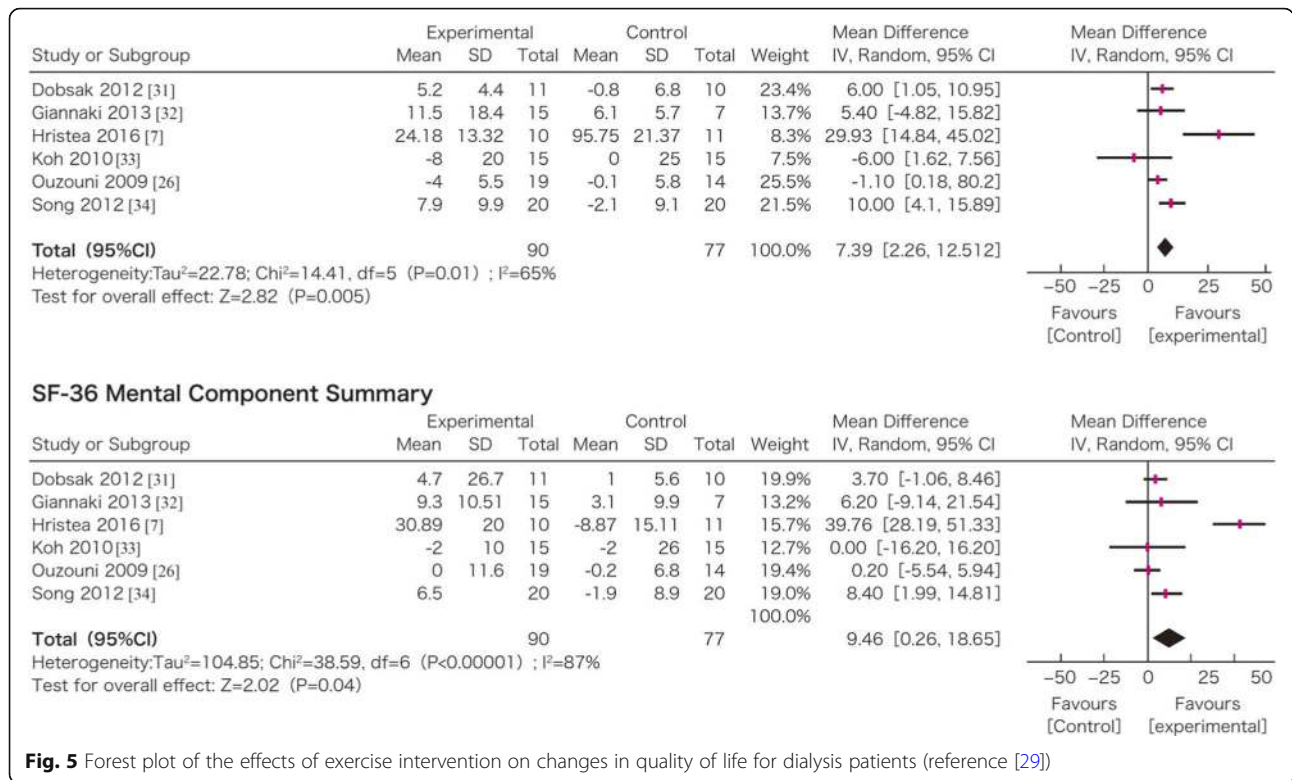 Experimental Control Mean Difference Mean Difference
Study or Subgroup Mean SD Total Mean SD Total Weight IV, Random, 95% CI IV, Random, 95% CI
Dobsak 2012 [31] 5.2 4.4 11 -0.8 6.8 10 23.4% 6.00 [1.05, 10.95]
Giannaki 2013 [32] 11.5 18.4 15 6.1 5.7 7 13.7% 5.40 [-4.82, 15.82]
Hristea 2016 [7] 24.18 13.32 10 95.75 21.37 11 8.3% 29.93 [14.84, 45.02]
Koh 2010 [33] -8 20 15 0 25 15 7.5% -6.00 [1.62, 7.56]
Ouzouni 2009 [26] -4 5.5 19 -0.1 5.8 14 25.5% -1.10 [0.18, 80.2]
Song 2012 [34] 7.9 9.9 20 -2.1 9.1 20 21.5% 10.00 [4.1, 15.89]
Total (95%CI) 90 77 100.0% 7.39 [2.26, 12.512]
Heterogeneity:Tau²=22.78; Chi²=14.41, df=5 (P=0.01) ; I²=65%
Test for overall effect: Z=2.82 (P=0.005)
-50 -25 0 25 50
Favours Favours
[Control] [experimental]
SF-36 Mental Component Summary
Experimental Control Mean Difference Mean Difference
Study or Subgroup Mean SD Total Mean SD Total Weight IV, Random, 95% CI IV, Random, 95% CI
Dobsak 2012 [31] 4.7 26.7 11 1 5.6 10 19.9% 3.70 [-1.06, 8.46]
Giannaki 2013 [32] 9.3 10.51 15 3.1 9.9 7 13.2% 6.20 [-9.14, 21.54]
Hristea 2016 [7] 30.89 20 10 -8.87 15.11 11 15.7% 39.76 [28.19, 51.33]
Koh 2010 [33] -2 10 15 -2 26 15 12.7% 0.00 [-16.20, 16.20]
Ouzouni 2009 [26] 0 11.6 19 -0.2 6.8 14 19.4% 0.20 [-5.54, 5.94]
Song 2012 [34] 6.5 20 -1.9 8.9 20 19.0% 8.40 [1.99, 14.81]
100.0%
Total (95%CI) 90 77 9.46 [0.26, 18.65]
Heterogeneity:Tau²=104.85; Chi²=38.59, df=6 (P<0.00001) ; I²=87%
Test for overall effect: Z=2.02 (P=0.04)
-50 -25 0 25 50
Favours Favours
[Control] [experimental]
Fig. 5 Forest plot of the effects of exercise intervention on changes in quality of life for dialysis patients (reference [29])